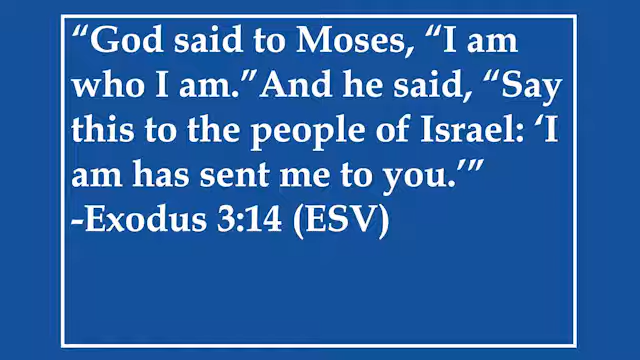 “God said to Moses, “I am
who I am.”And he said, “Say
this to the people of Israel: ‘I
am has sent me to you.’”
-Exodus 3:14 (ESV)